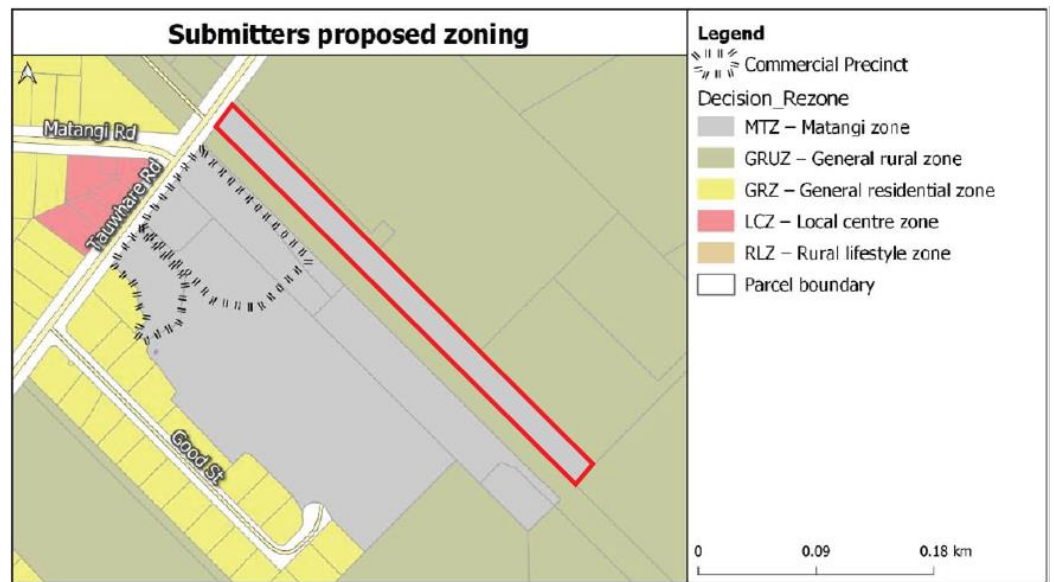 Submitters proposed zoning
Matangi Rd
Tauwhare Rd
Good St
Legend
Commercial Precinct
Decision_Rezone
MTZ – Matangi zone
GRUZ – General rural zone
GRZ – General residential zone
LCZ – Local centre zone
RLZ – Rural lifestyle zone
Parcel boundary
0 0.09 0.18 km